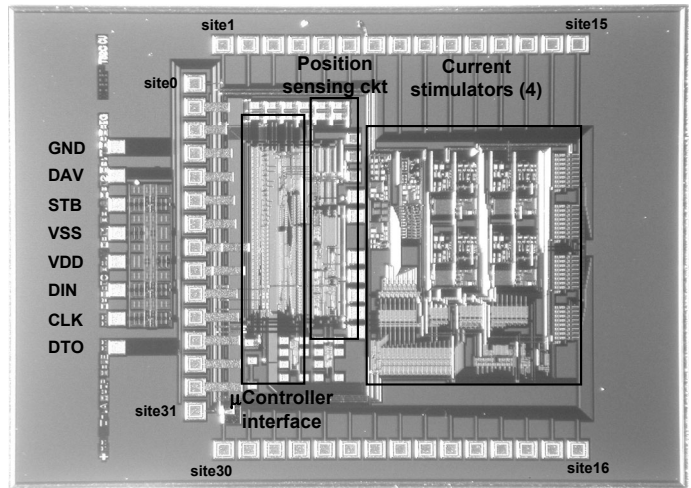 site1
site15
Position
sensing ckt
Current
stimulators (4)
site0
GND
DAV
STB
VSS
VDD
DIN
CLK
DTO
site31
µController
interface
site30
site16